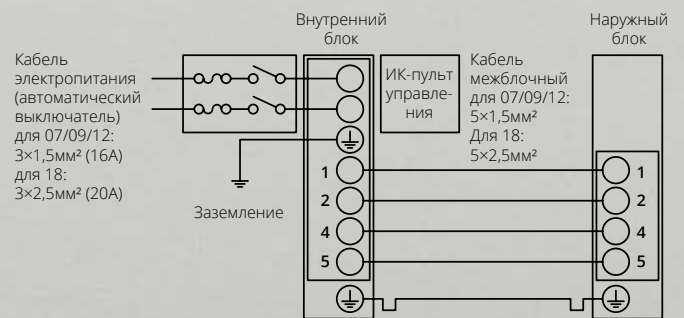 Внутренний
блок
Наружный
блок
Кабель
электропитания
(автоматический
выключатель)
для 07/09/12:
3×1,5мм² (16А)
для 18:
3×2,5мм² (20А)
ИК-пульт
управле-
ния
Кабель
межблочный
для 07/09/12:
5×1,5мм²
Для 18:
5×2,5мм²
Заземление
1
2
4
5
1
2
4
5